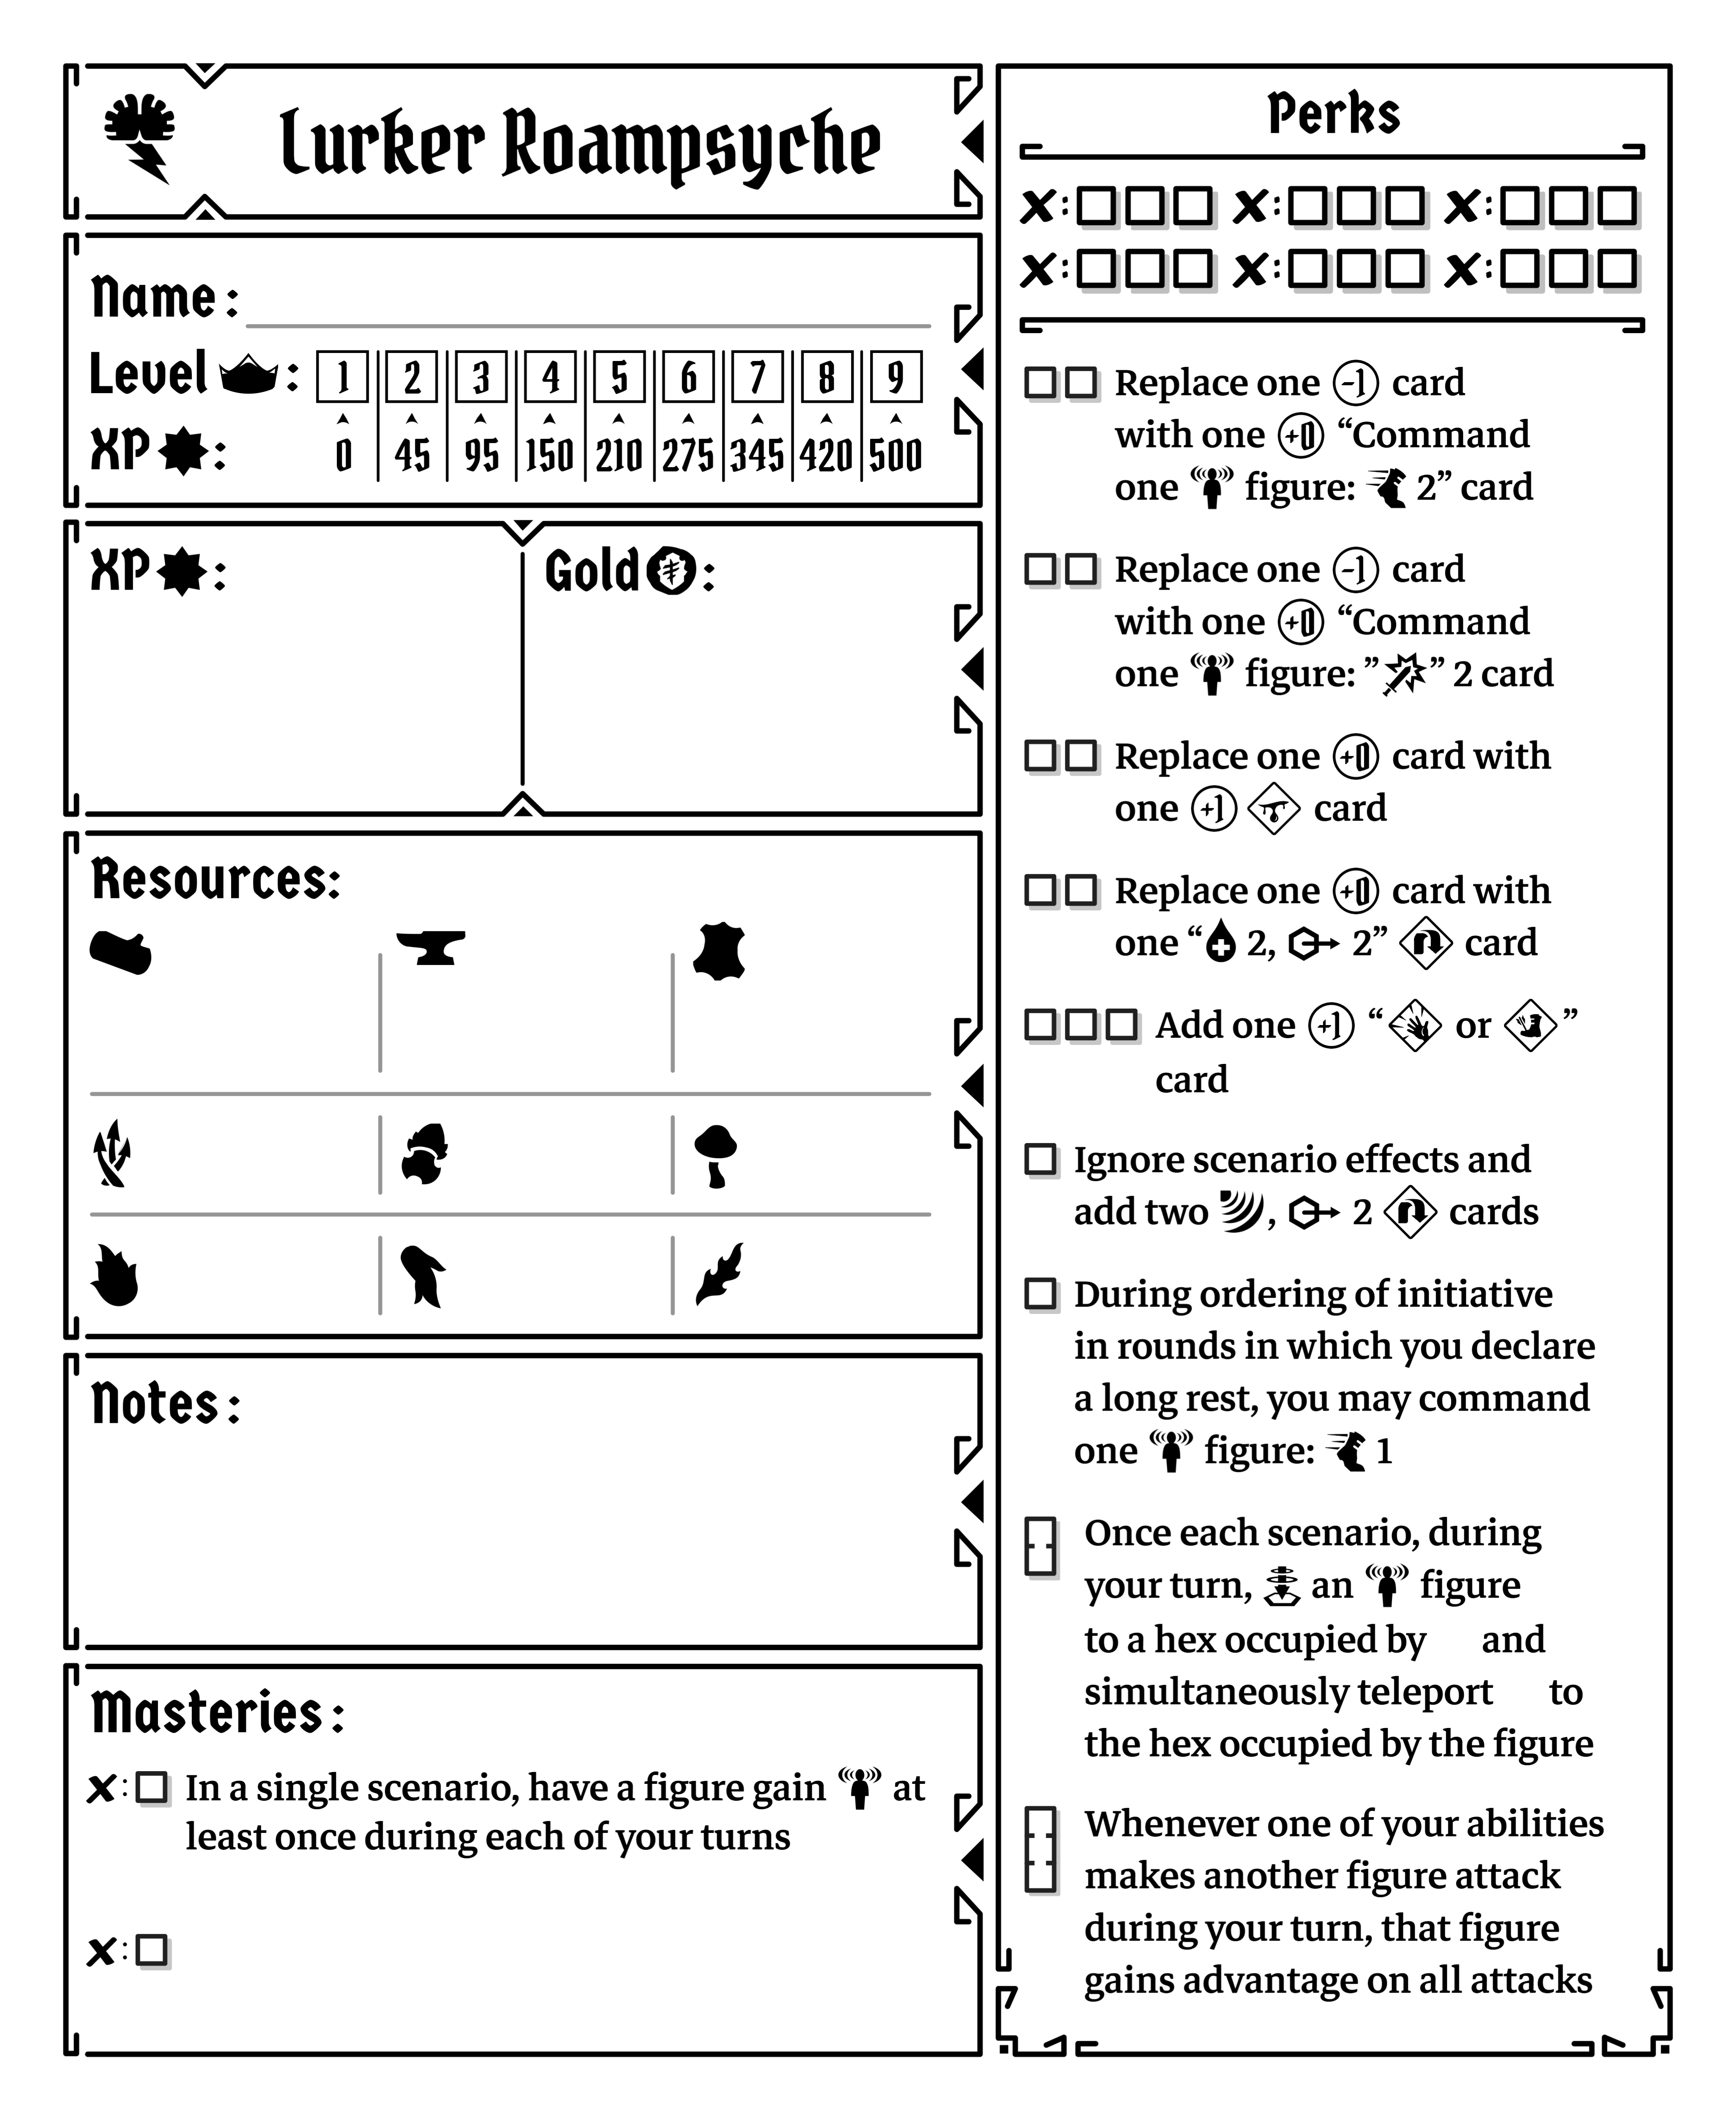 Lurker Roampsyche
Name:
Level :
1 2 3 4 5 6 7 8 9
XP :
0 45 95 150 210 275 345 420 500
XP :
Gold :
Resources:
Notes:
Masteries:
x: In a single scenario, have a figure gain at
least once during each of your turns
x:
Perks
x: x: x:
x: x: x:
Replace one -1 card
with one +0 “Command
one figure: 2” card
Replace one -1 card
with one +0 “Command
one figure: ” ” 2 card
Replace one +0 card with
one +1 card
Replace one +0 card with
one “ 2, 2” card
Add one +1 “ or ”
card
Ignore scenario effects and
add two , 2 cards
During ordering of initiative
in rounds in which you declare
a long rest, you may command
one figure: 1
Once each scenario, during
your turn, an figure
to a hex occupied by and
simultaneously teleport to
the hex occupied by the figure
Whenever one of your abilities
makes another figure attack
during your turn, that figure
gains advantage on all attacks